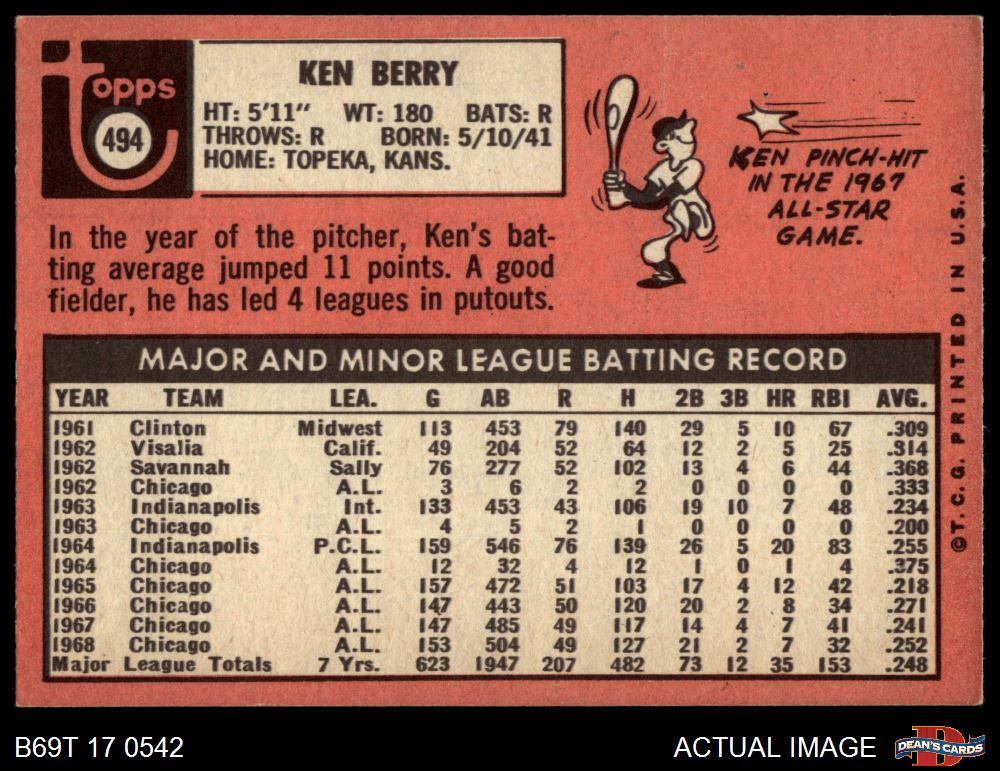 Topps
494
KEN BERRY
HT: 5'11" WT: 180 BATS: R
THROWS: R BORN: 5/10/41
HOME: TOPEKA, KANS.
KEN PINCH-HIT
IN THE 1967
ALL-STAR
GAME.
In the year of the pitcher, Ken's bat-
ting average jumped 11 points. A good
fielder, he has led 4 leagues in putouts.
MAJOR AND MINOR LEAGUE BATTING RECORD
YEAR TEAM LEA. G AB R H 2B 3B HR RBI AVG.
1961 Clinton Midwest 113 453 79 140 29 5 10 67 .309
1962 Visalia Calif. 49 204 52 64 12 2 5 25 .314
1962 Savannah Sally 76 277 52 102 13 4 6 44 .368
1962 Chicago A.L. 3 6 2 2 0 0 0 0 .333
1963 Indianapolis Int. 133 453 43 106 19 10 7 48 .234
1963 Chicago A.L. 4 5 2 1 0 0 0 0 .200
1964 Indianapolis P.C.L. 159 546 76 139 26 5 20 83 .255
1964 Chicago A.L. 12 32 4 12 1 0 1 4 .375
1965 Chicago A.L. 157 472 51 103 17 4 12 42 .218
1966 Chicago A.L. 147 443 50 120 20 2 8 34 .271
1967 Chicago A.L. 147 485 49 117 14 4 7 41 .241
1968 Chicago A.L. 153 504 49 127 21 2 7 32 .252
Major League Totals 7 Yrs. 623 1947 207 482 73 12 35 153 .248
© T. C. G. PRINTED IN U.S.A.
B69T 17 0542
ACTUAL IMAGE
D
DEAN'S CARDS